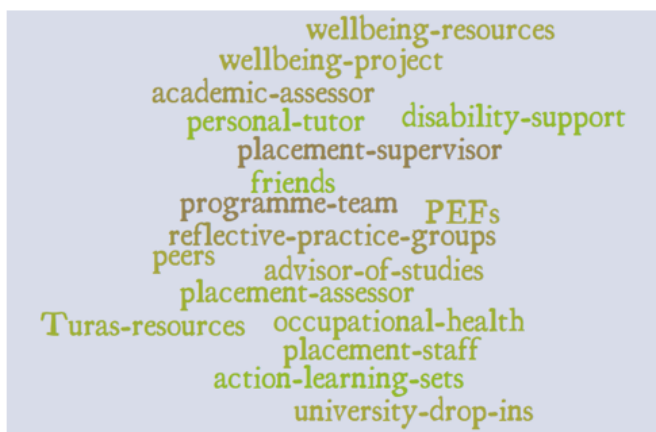 wellbeing-resources
wellbeing-project
academic-assessor
personal-tutor disability-support
placement-supervisor
friends
programme-team PEFs
reflective-practice-groups
peers advisor-of-studies
placement-assessor
Turas-resources occupational-health
placement-staff
action-learning-sets
university-drop-ins